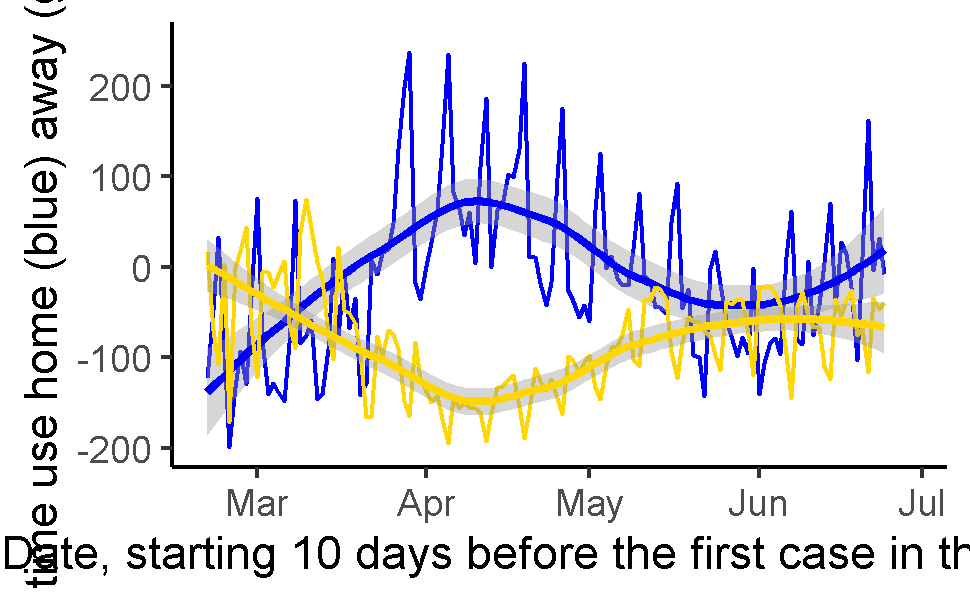 time use home (blue) away (
200
100
0
-100
-200
Mar Apr May Jun Jul
Date, starting 10 days before the first case in